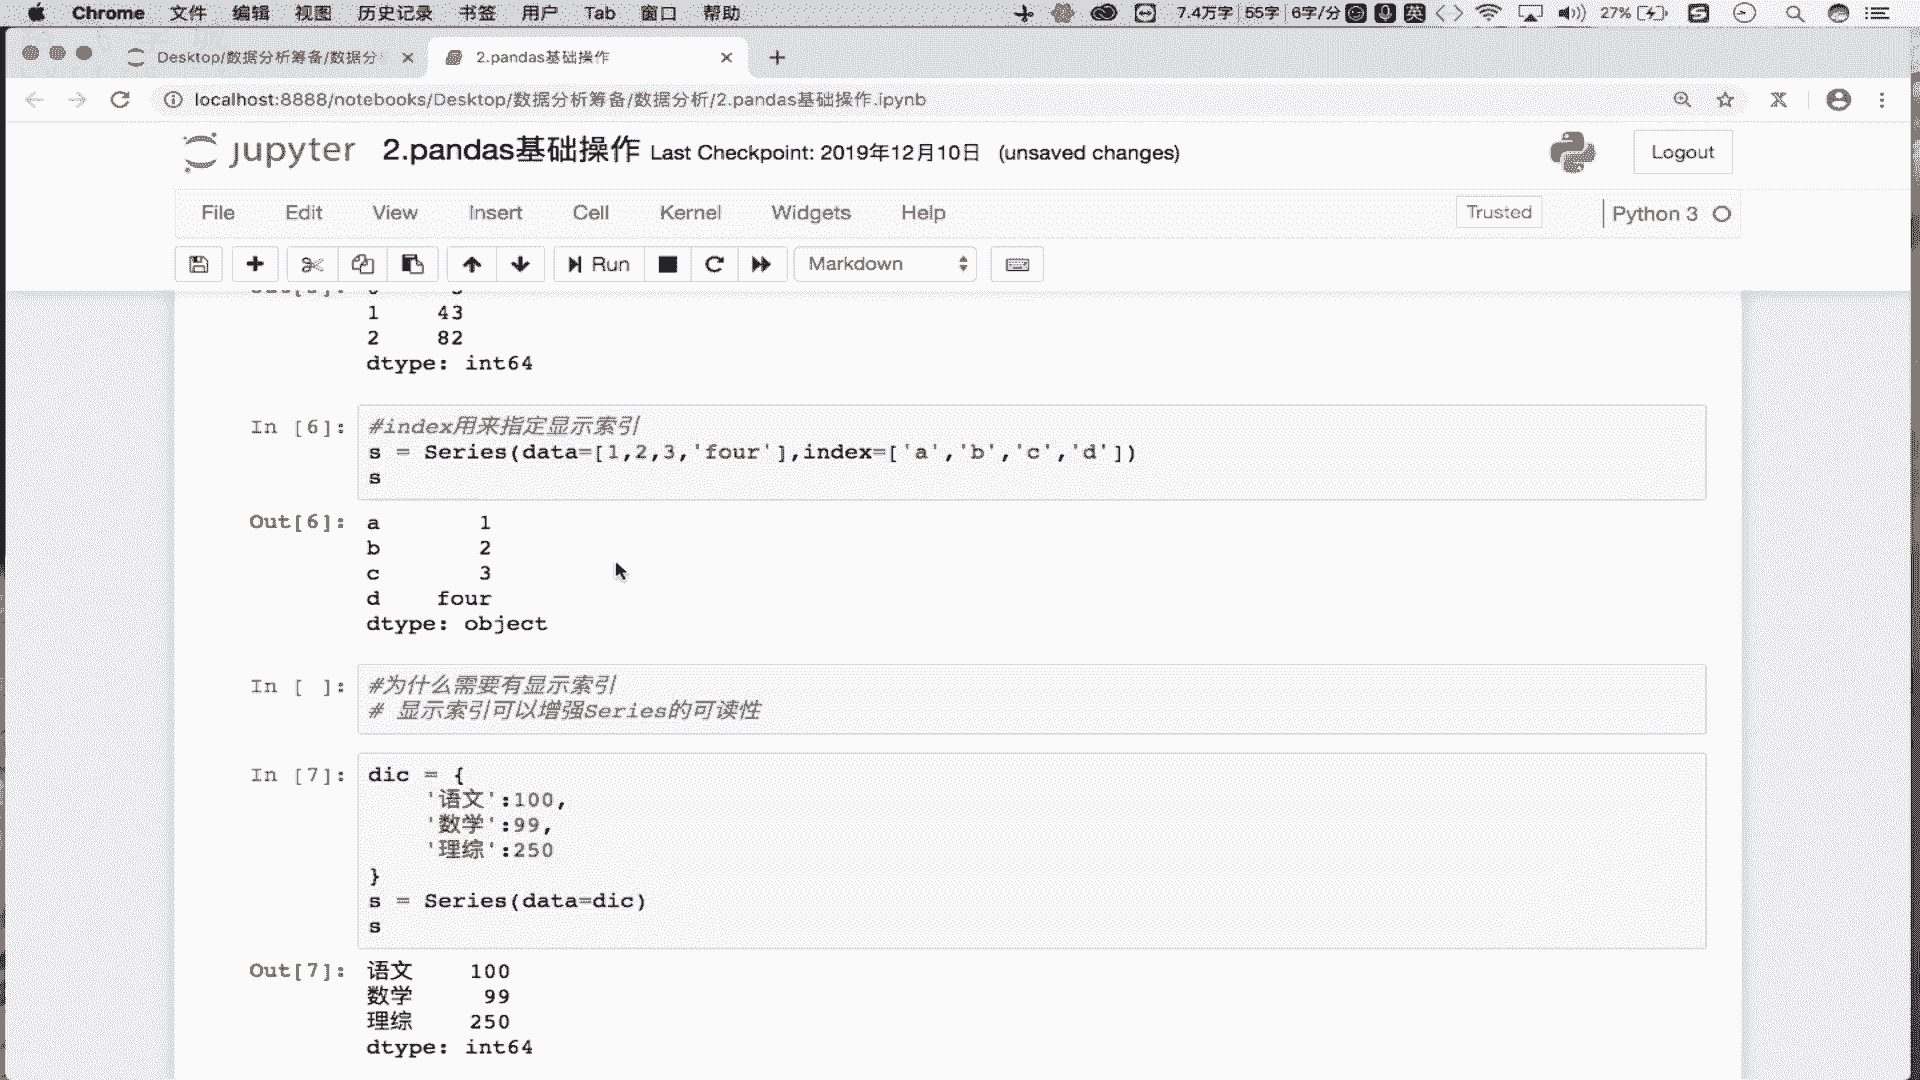 Chrome 文件 编辑 视图 历史记录 书签 用户 Tab 窗口 帮助 7.4万字 55字 6字/分 英 27%
Desktop/数据分析筹备/数据分 2.pandas基础操作
localhost:8888/notebooks/Desktop/数据分析筹备/数据分析/2.pandas基础操作.ipynb
jupyter 2.pandas基础操作 Last Checkpoint: 2019年12月10日 (unsaved changes) Logout
File Edit View Insert Cell Kernel Widgets Help Trusted Python 3
Run Markdown
1 43
2 82
dtype: int64
In [6]: #index用来指定显示索引
s = Series(data=[1,2,3,'four'],index=['a','b','c','d'])
s
Out[6]: a 1
b 2
c 3
d four
dtype: object
In [ ]: #为什么需要有显示索引
# 显示索引可以增强Series的可读性
In [7]: dic = {
'语文':100,
'数学':99,
'理综':250
}
s = Series(data=dic)
s
Out[7]: 语文 100
数学 99
理综 250
dtype: int64